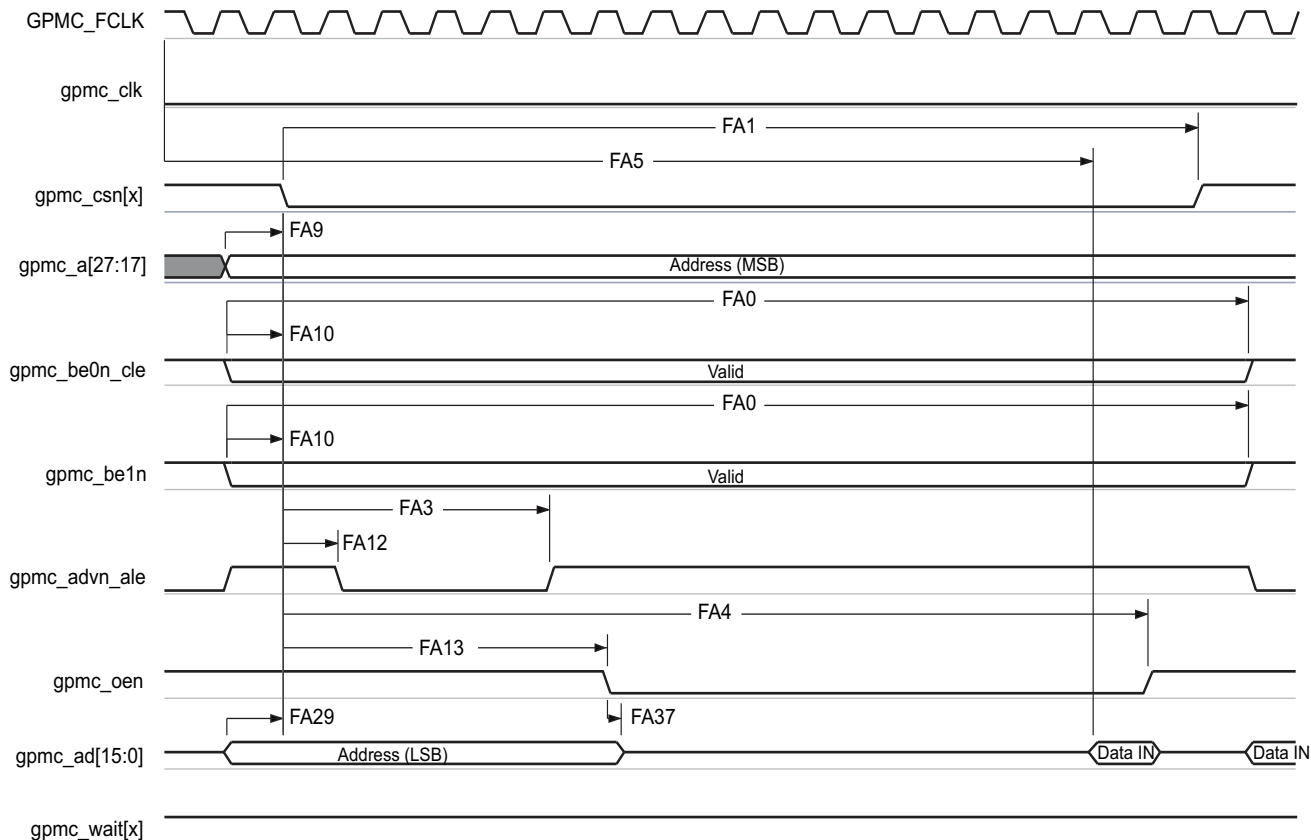 GPMC_FCLK
gpmc_clk
FA1
FA5
gpmc_csn[x]
FA9
gpmc_a[27:17]
Address (MSB)
FA0
FA10
gpmc_be0n_cle
Valid
FA0
FA10
gpmc_be1n
Valid
FA3
FA12
gpmc_advn_ale
FA4
FA13
gpmc_oen
FA29
FA37
gpmc_ad[15:0]
Address (LSB)
Data IN
Data IN
gpmc_wait[x]